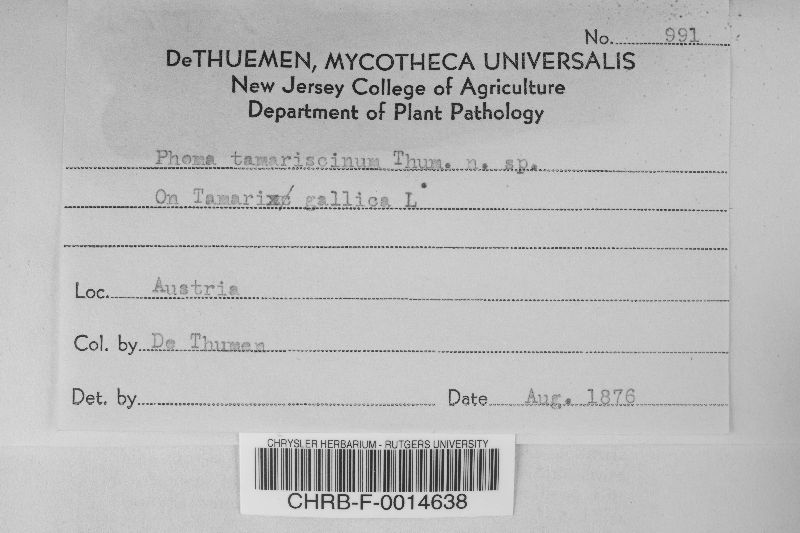 No. 991
DeTHUEMEN, MYCOTHECA UNIVERSALIS
New Jersey College of Agriculture
Department of Plant Pathology
Phoma tamariscinum Thum. n. sp.
On Tamarix gallica L.
Loc. Austria
Col. by De Thumen
Det. by
Date Aug. 1876
CHRYSLER HERBARIUM - RUTGERS UNIVERSITY
CHRB-F-0014638